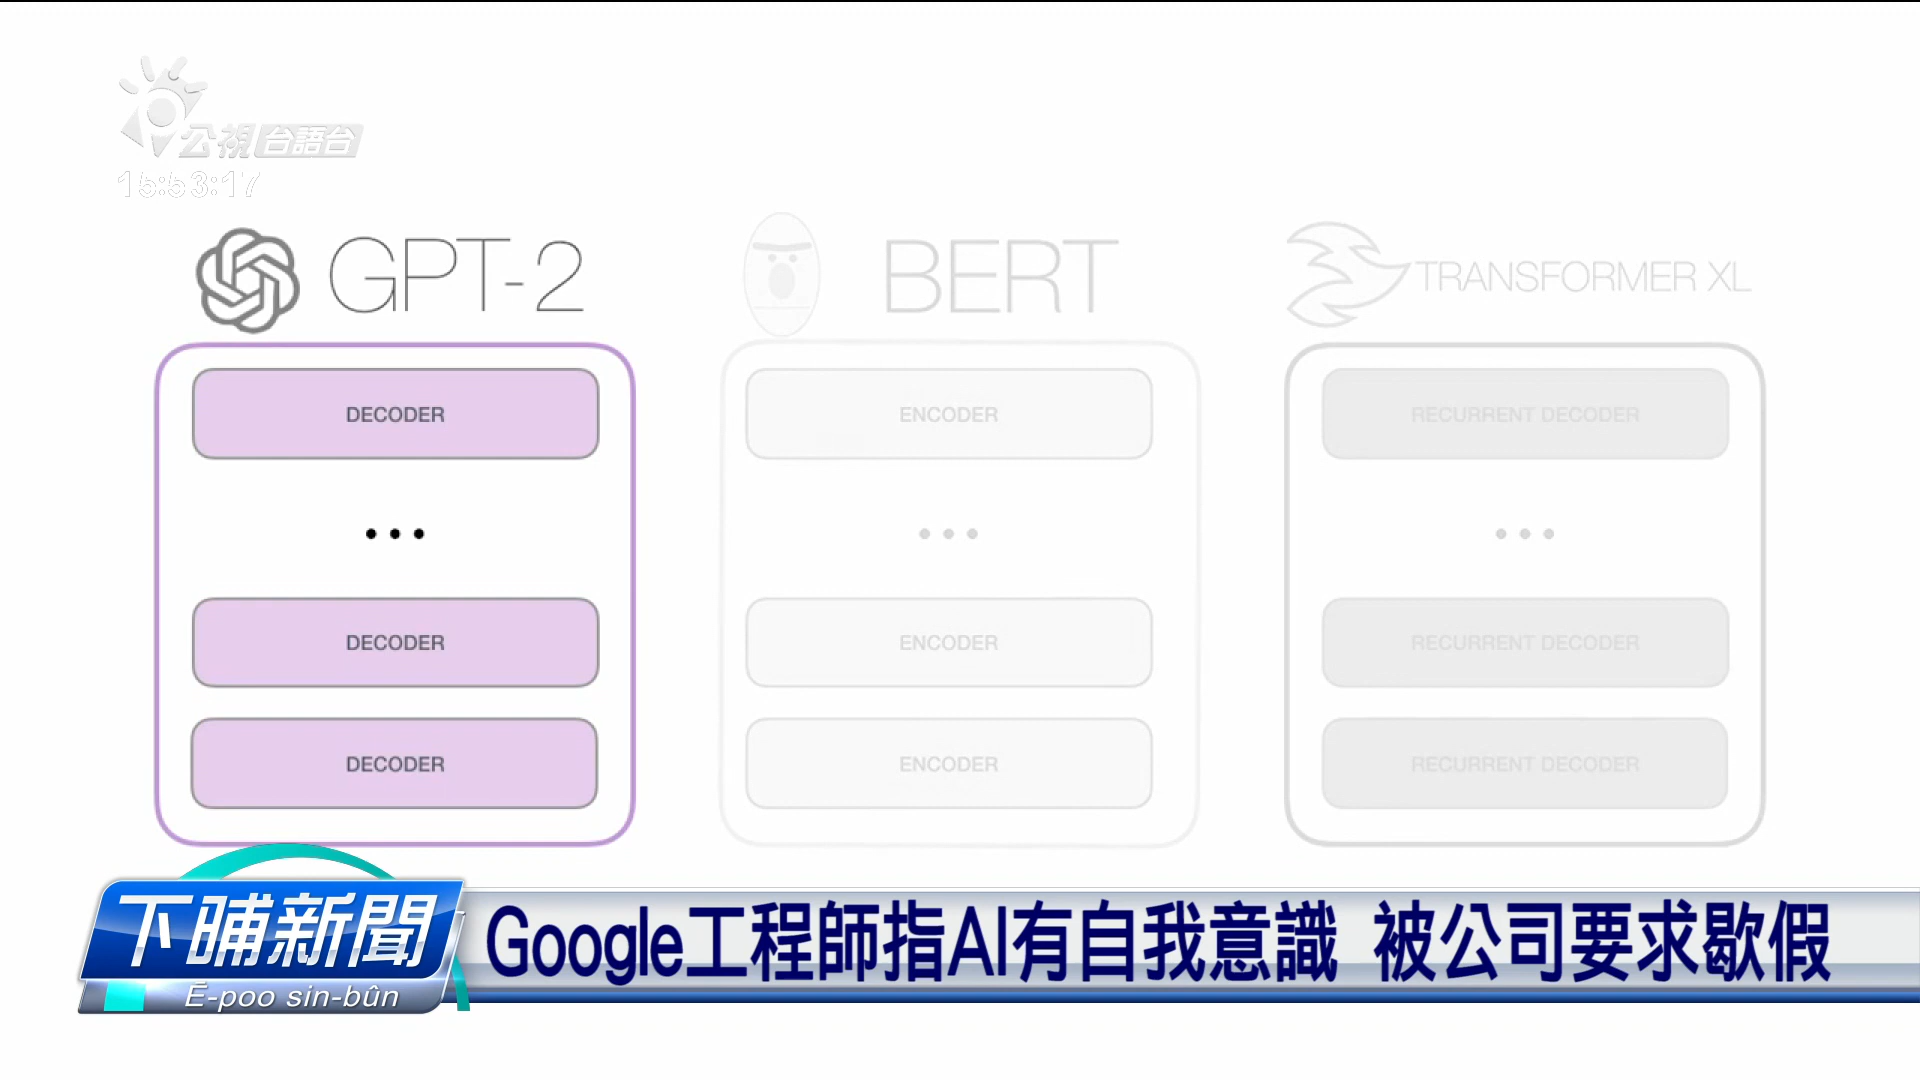 公視台語台
15:53:17
GPT-2
BERT
TRANSFORMER XL
DECODER
ENCODER
RECURRENT DECODER
DECODER
ENCODER
RECURRENT DECODER
DECODER
ENCODER
RECURRENT DECODER
下晡新聞
Ē-poo sin-bûn
Google工程師指AI有自我意識 被公司要求歇假